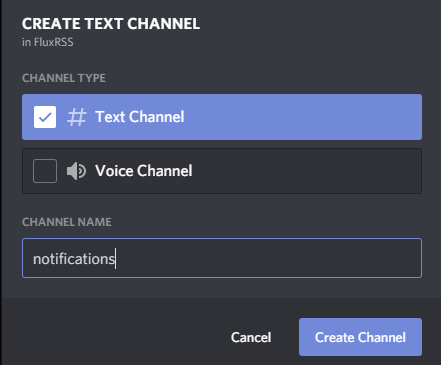 CREATE TEXT CHANNEL
in FluxRSS
CHANNEL TYPE
# Text Channel
Voice Channel
CHANNEL NAME
notifications
Cancel Create Channel